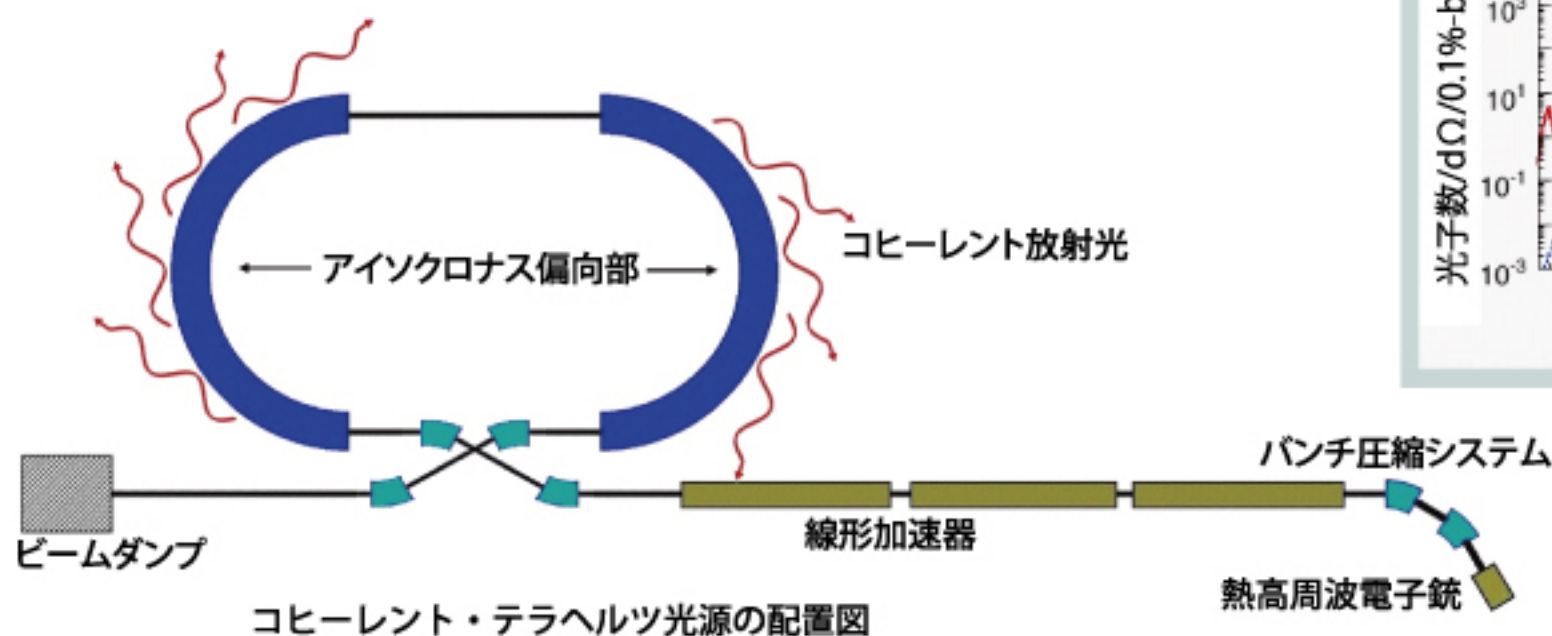 10³
光子数/dΩ/0.1%-b
10¹
10⁻¹
10⁻³
コヒーレント放射光
アイソクロナス偏向部
バンチ圧縮システム
線形加速器
ビームダンプ
熱高周波電子銃
コヒーレント・テラヘルツ光源の配置図